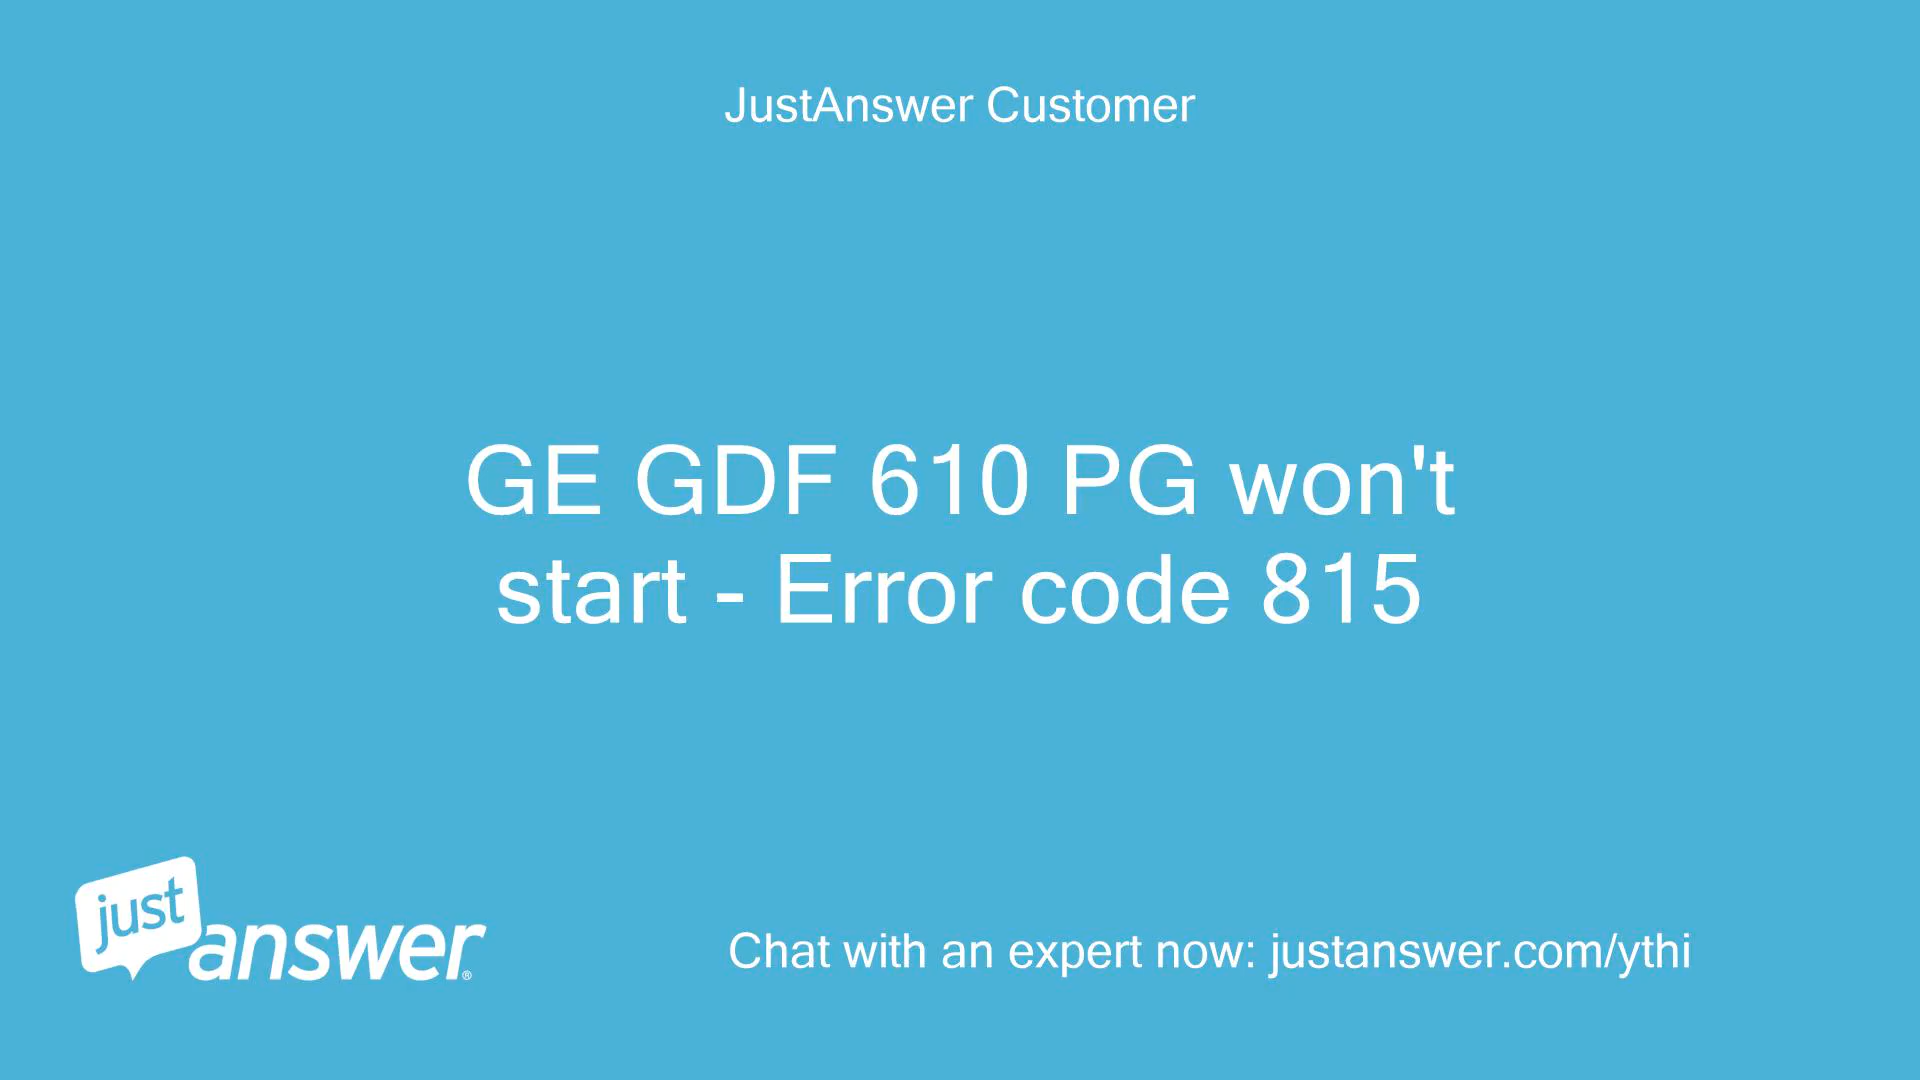 JustAnswer Customer
GE GDF 610 PG won't
start - Error code 815
just
answer®
Chat with an expert now: justanswer.com/ythi